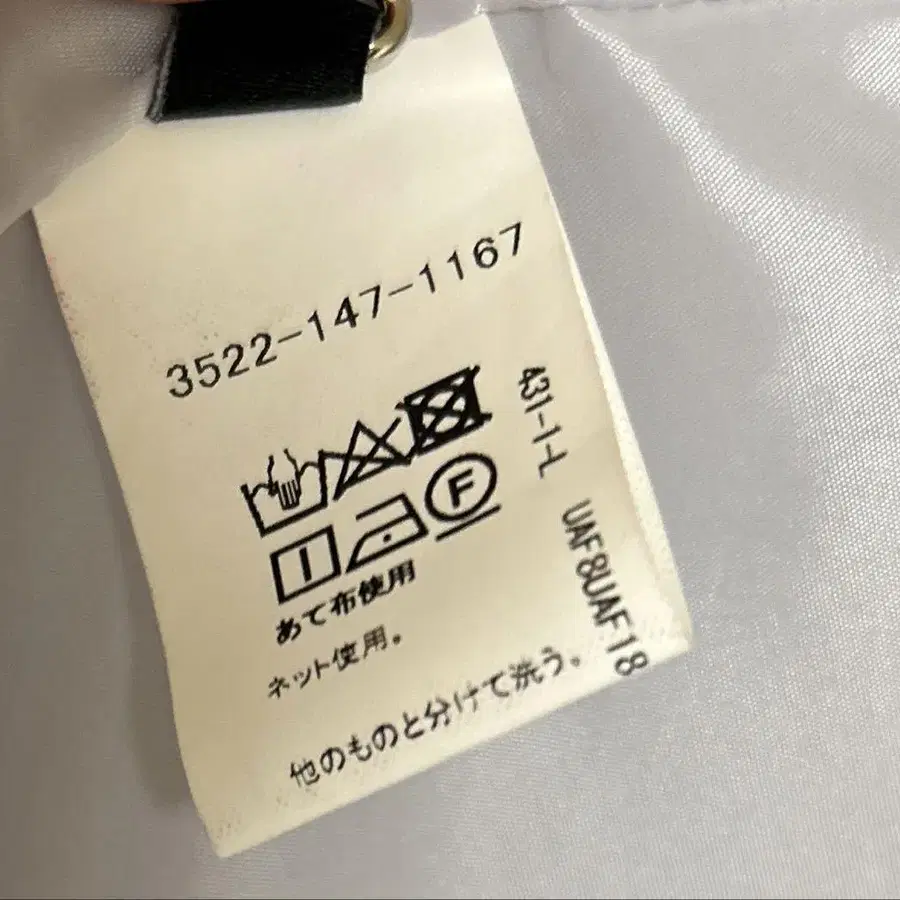 3522-147-1167
431-1-L
F
あて布使用
ネット使用。
他のものと分けて洗う。
UAF8UAF18